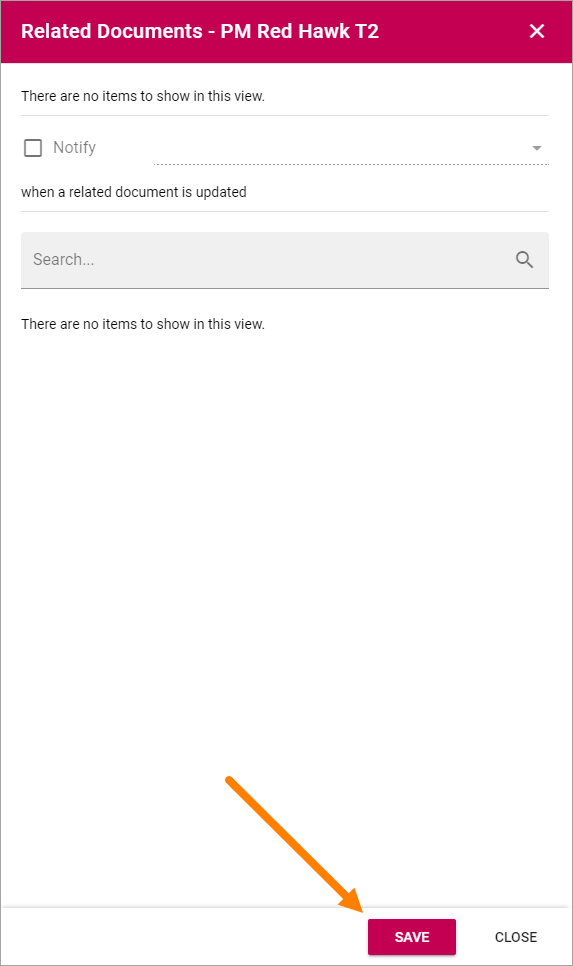 Related Documents - PM Red Hawk T2
There are no items to show in this view.
Notify
when a related document is updated
Search...
There are no items to show in this view.
SAVE CLOSE